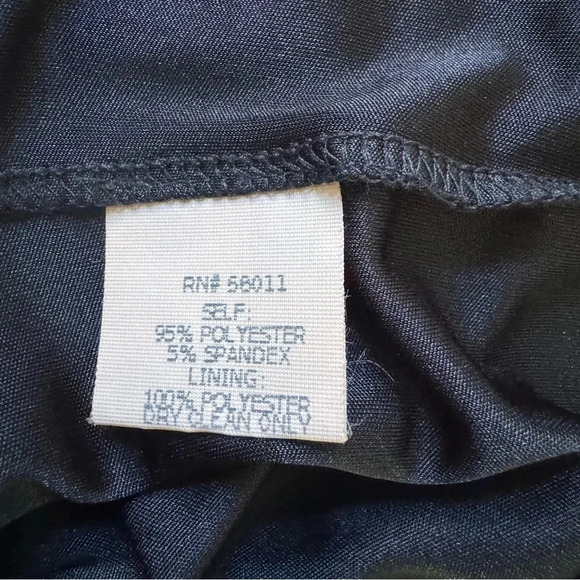 RN# 58011
SELF:
95% POLYESTER
5% SPANDEX
LINING:
100% POLYESTER
DRY CLEAN ONLY